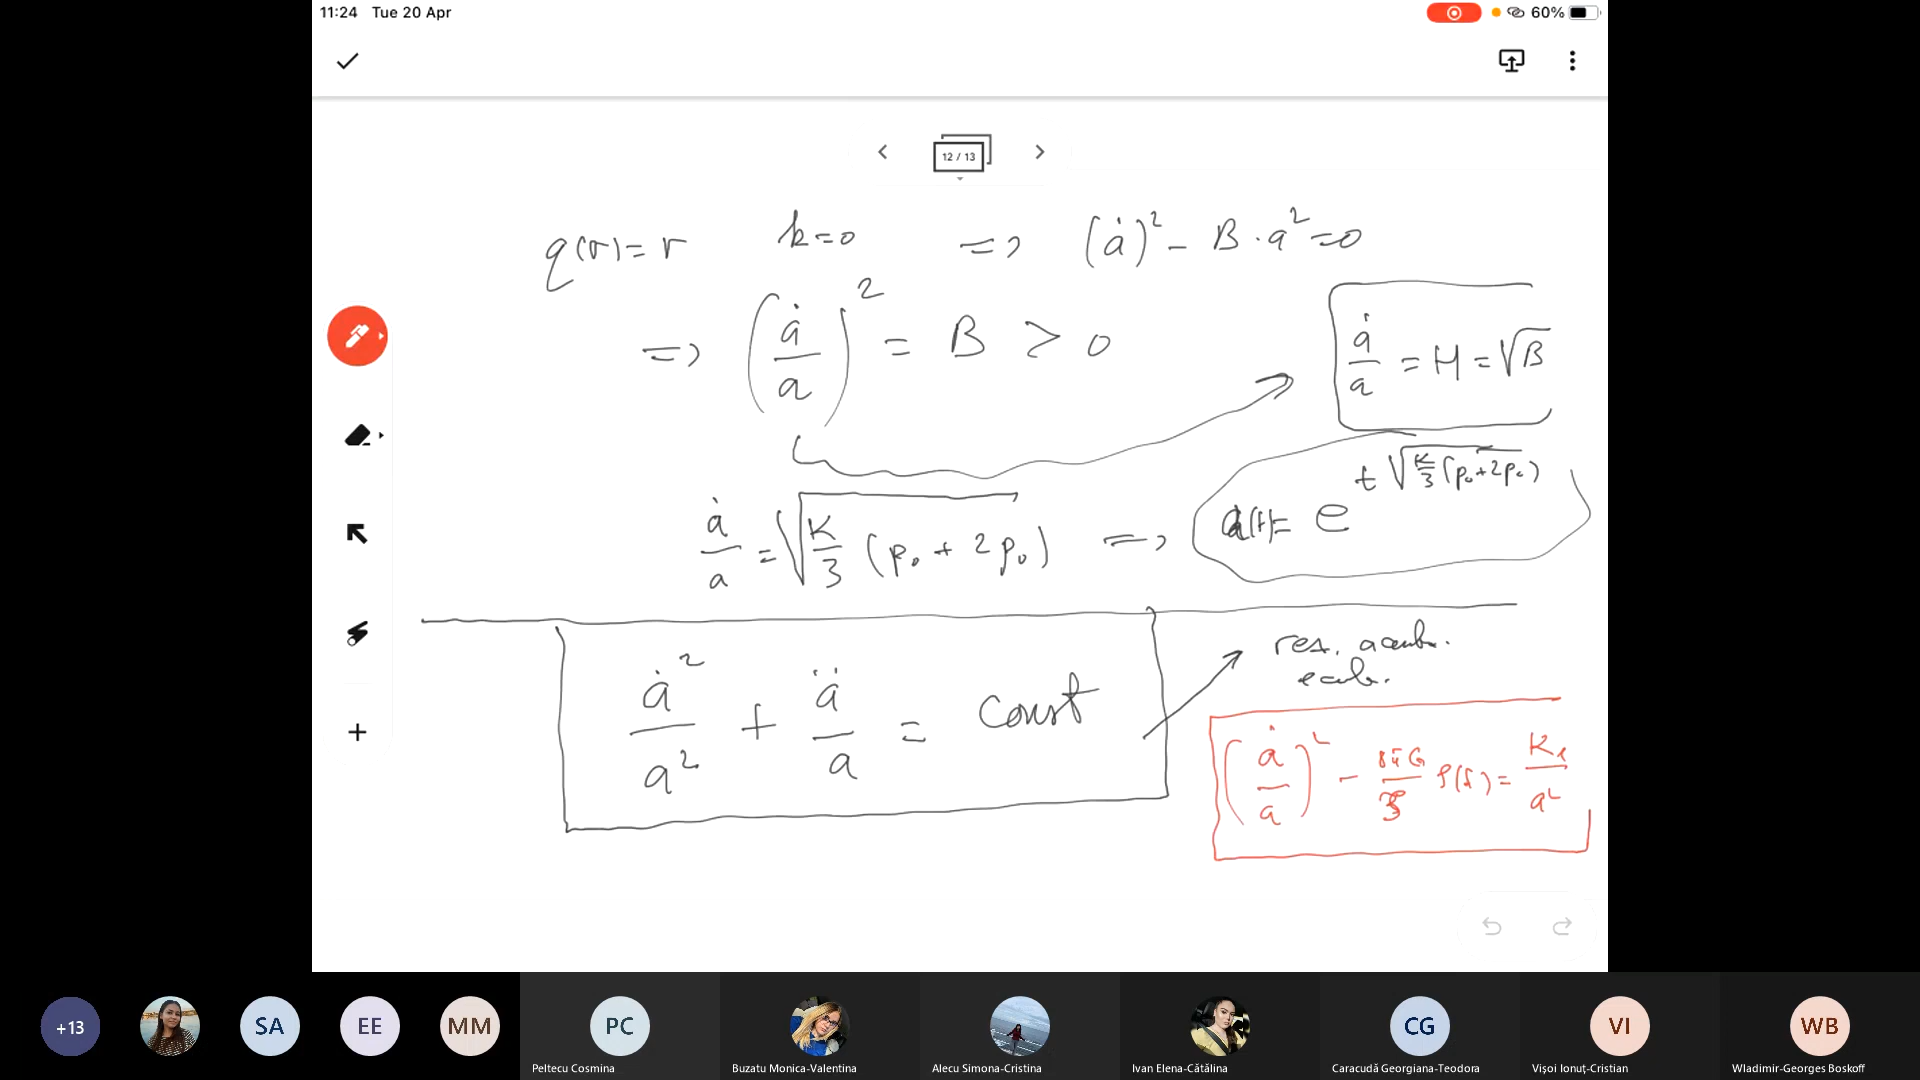 11:24 Tue 20 Apr
60%
12 / 13
q(r) = r k=0 => (ȧ)² - B · a² = 0
=> (ȧ/a)² = B > 0
ȧ/a = H = √B
ȧ/a = √(K/3 (p₀ + 2p₀)) => a(t) = e^(t√(K/3 (p₀+2p₀)))
ȧ²/a² + ä/a = const
(ȧ/a)² - 8πG/3 ρ(t) = K₁/a²
+13
SA
EE
MM
PC
CG
VI
WB
Peltecu Cosmina
Buzatu Monica-Valentina
Alecu Simona-Cristina
Ivan Elena-Cătălina
Caracudă Georgiana-Teodora
Vișoi Ionuț-Cristian
Wladimir-Georges Boskoff